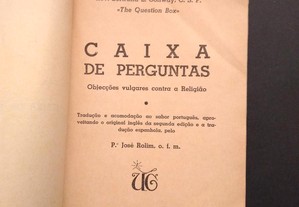 «The Question Box»
CAIXA
DE PERGUNTAS
Objecções vulgares contra a Religião
Tradução e acomodação ao sabor português, apro-
veitando o original inglês da segunda edição e a tra-
dução espanhola, pelo
P.e José Rolim, o. f. m.